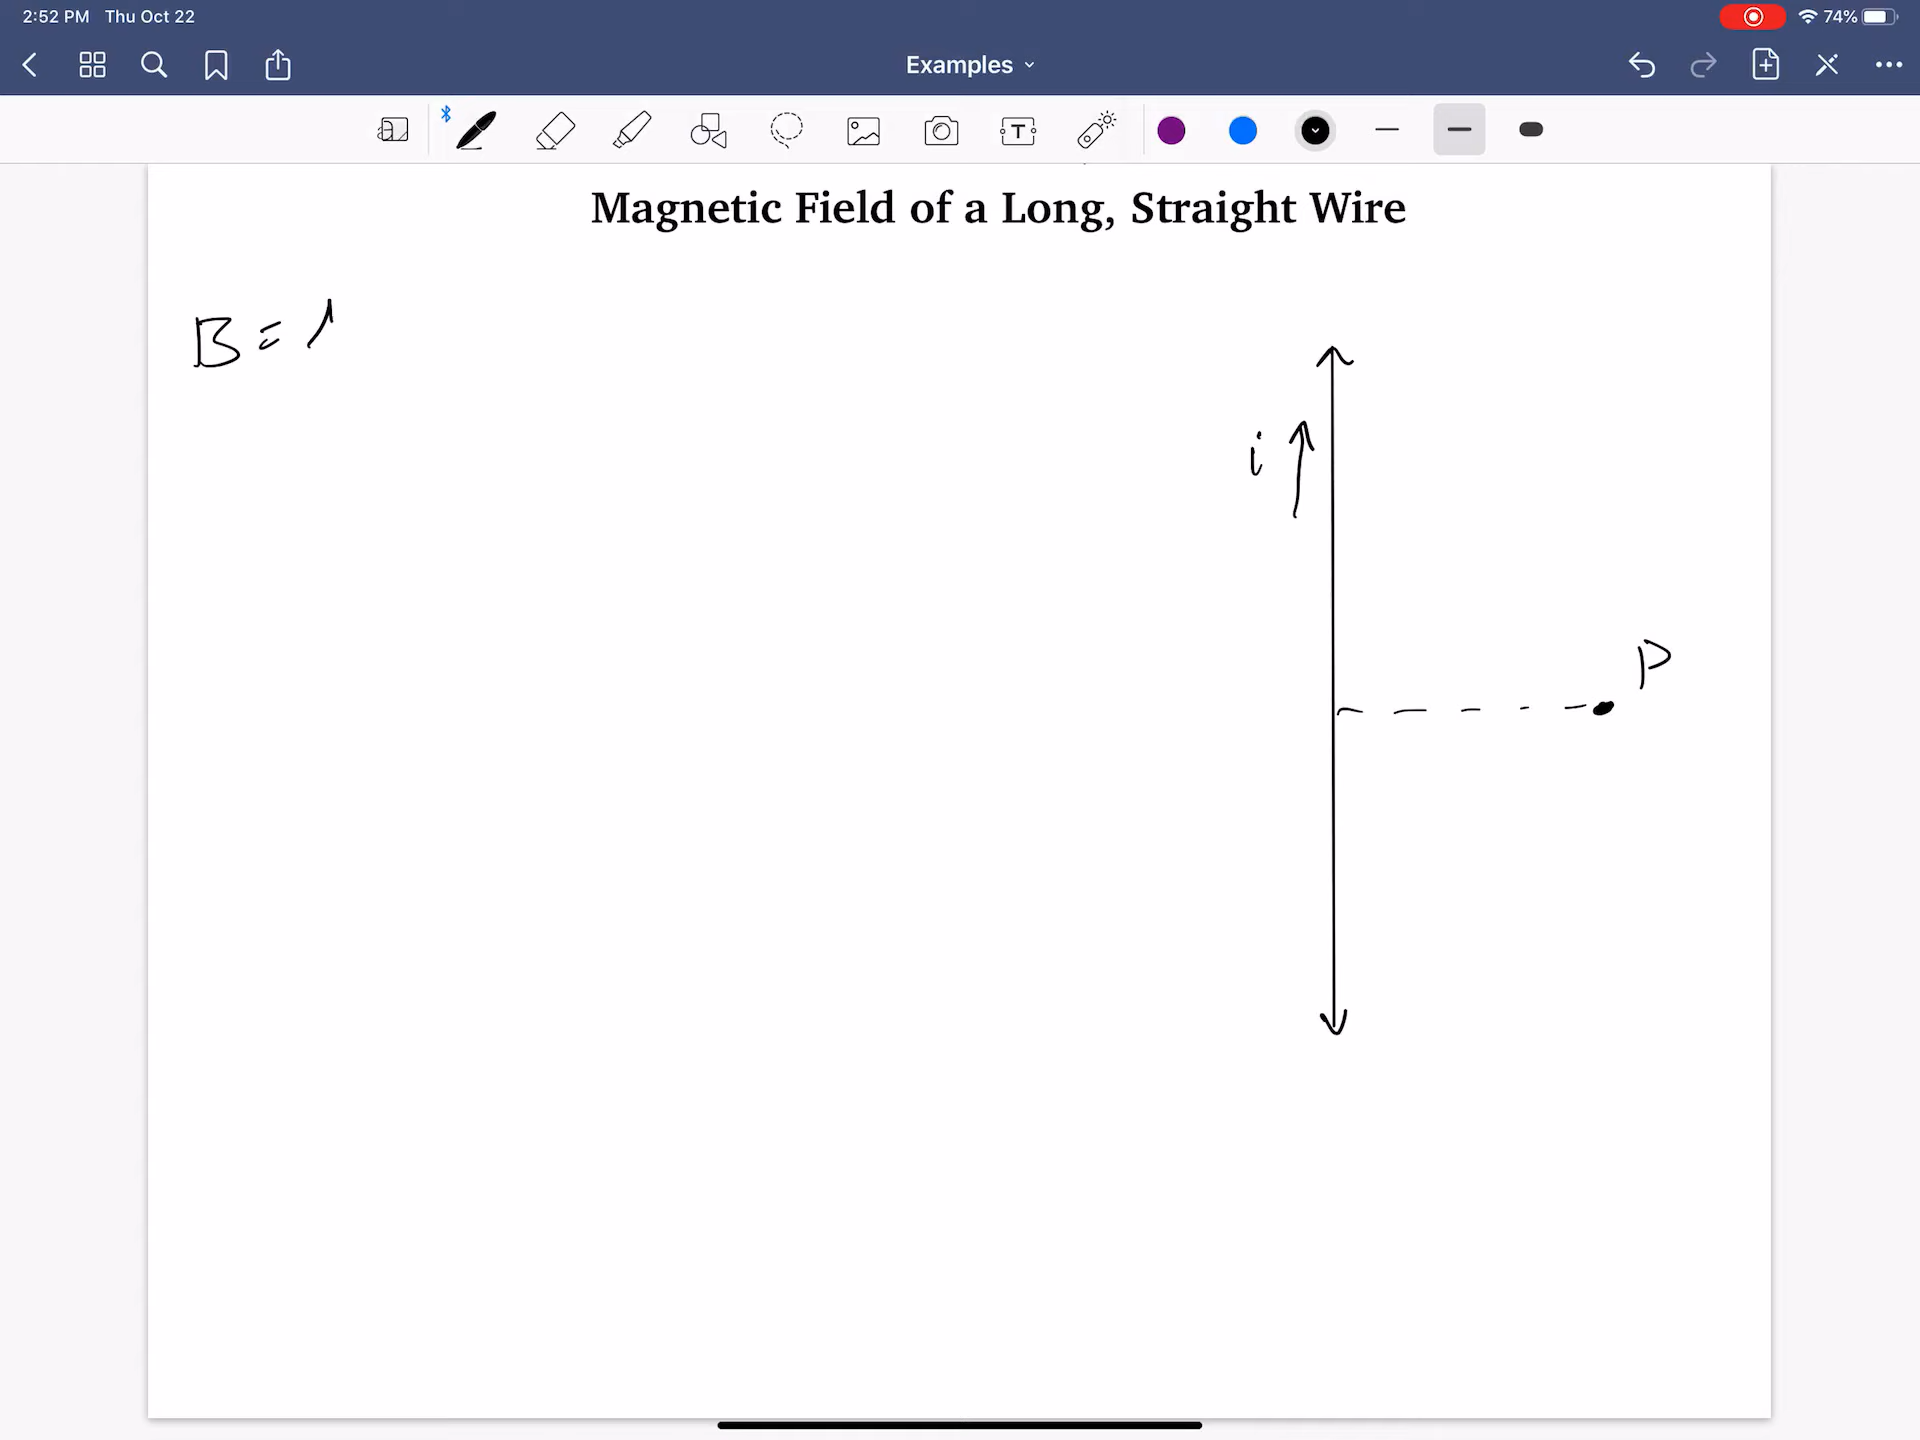 2:52 PM Thu Oct 22
74%
Examples
T
Magnetic Field of a Long, Straight Wire
B =
i
P